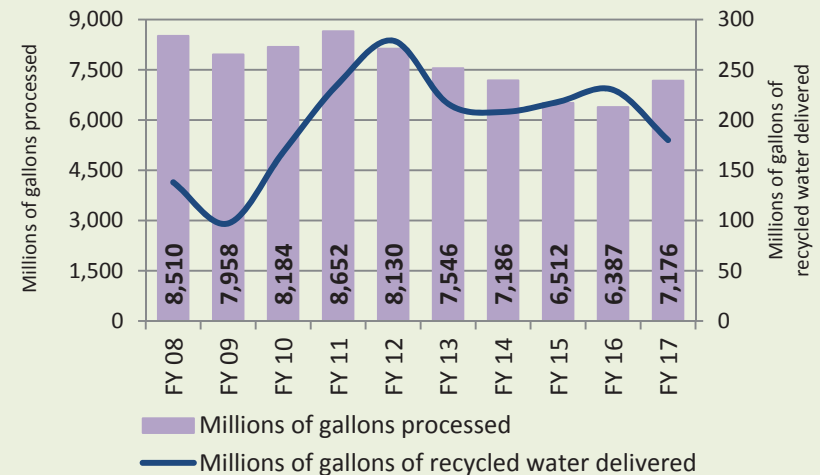 Millions of gallons processed
9,000
7,500
6,000
4,500
3,000
1,500
0
8,510
7,958
8,184
8,652
8,130
7,546
7,186
6,512
6,387
7,176
300
250
200
150
100
50
0
Millions of gallons of
recycled water delivered
FY 08
FY 09
FY 10
FY 11
FY 12
FY 13
FY 14
FY 15
FY 16
FY 17
Millions of gallons processed
Millions of gallons of recycled water delivered